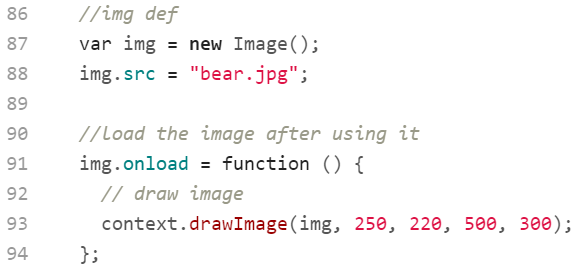 86 //img def
87 var img = new Image();
88 img.src = "bear.jpg";
89
90 //load the image after using it
91 img.onload = function () {
92 // draw image
93 context.drawImage(img, 250, 220, 500, 300);
94 };